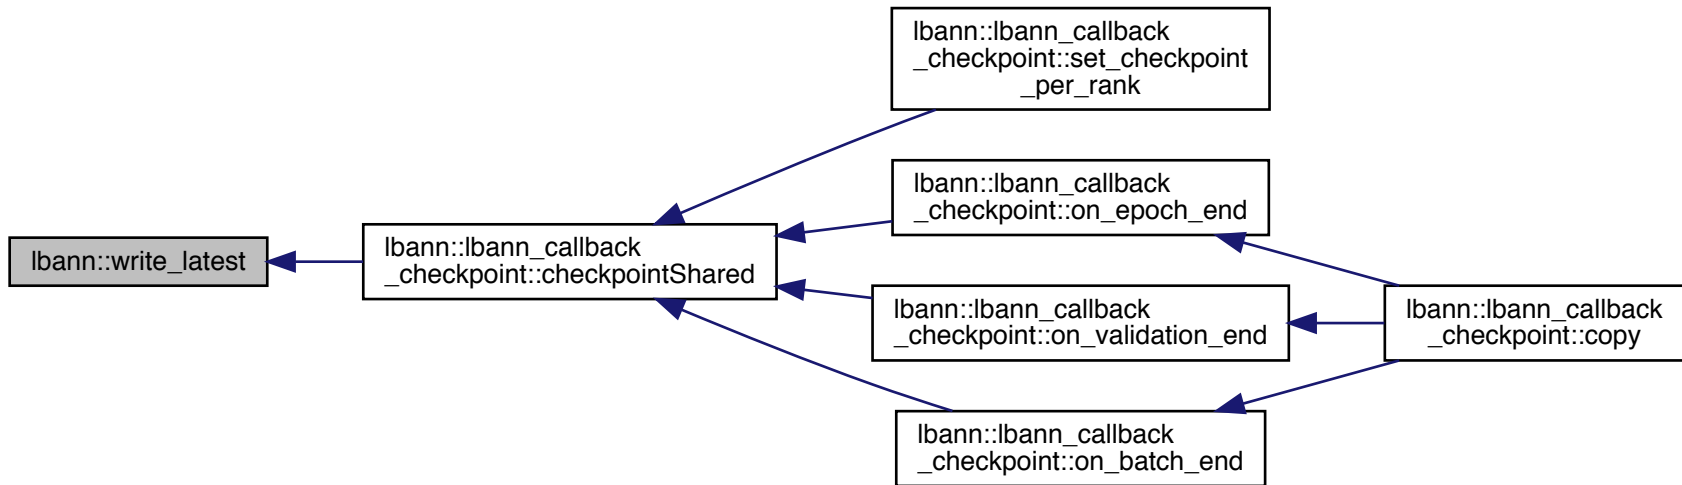 lbann::write_latest
lbann::lbann_callback
_checkpoint::checkpointShared
lbann::lbann_callback
_checkpoint::set_checkpoint
_per_rank
lbann::lbann_callback
_checkpoint::on_epoch_end
lbann::lbann_callback
_checkpoint::on_validation_end
lbann::lbann_callback
_checkpoint::on_batch_end
lbann::lbann_callback
_checkpoint::copy